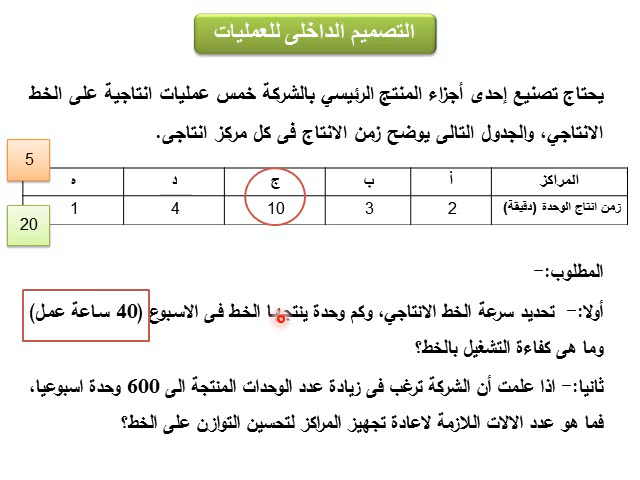 التصميم الداخلى للعمليات
يحتاج تصنيع إحدى أجزاء المنتج الرئيسي بالشركة خمس عمليات انتاجية على الخط
الانتاجي، والجدول التالى يوضح زمن الانتاج فى كل مركز انتاجى.
5
المراكز أ ب ج د ه
زمن انتاج الوحدة (دقيقة) 2 3 10 4 1
20
المطلوب:-
أولا:- تحديد سرعة الخط الانتاجي، وكم وحدة ينتجها الخط فى الاسبوع (40 ساعة عمل)
وما هى كفاءة التشغيل بالخط؟
ثانيا:- اذا علمت أن الشركة ترغب فى زيادة عدد الوحدات المنتجة الى 600 وحدة اسبوعيا،
فما هو عدد الالات اللازمة لاعادة تجهيز المراكز لتحسين التوازن على الخط؟